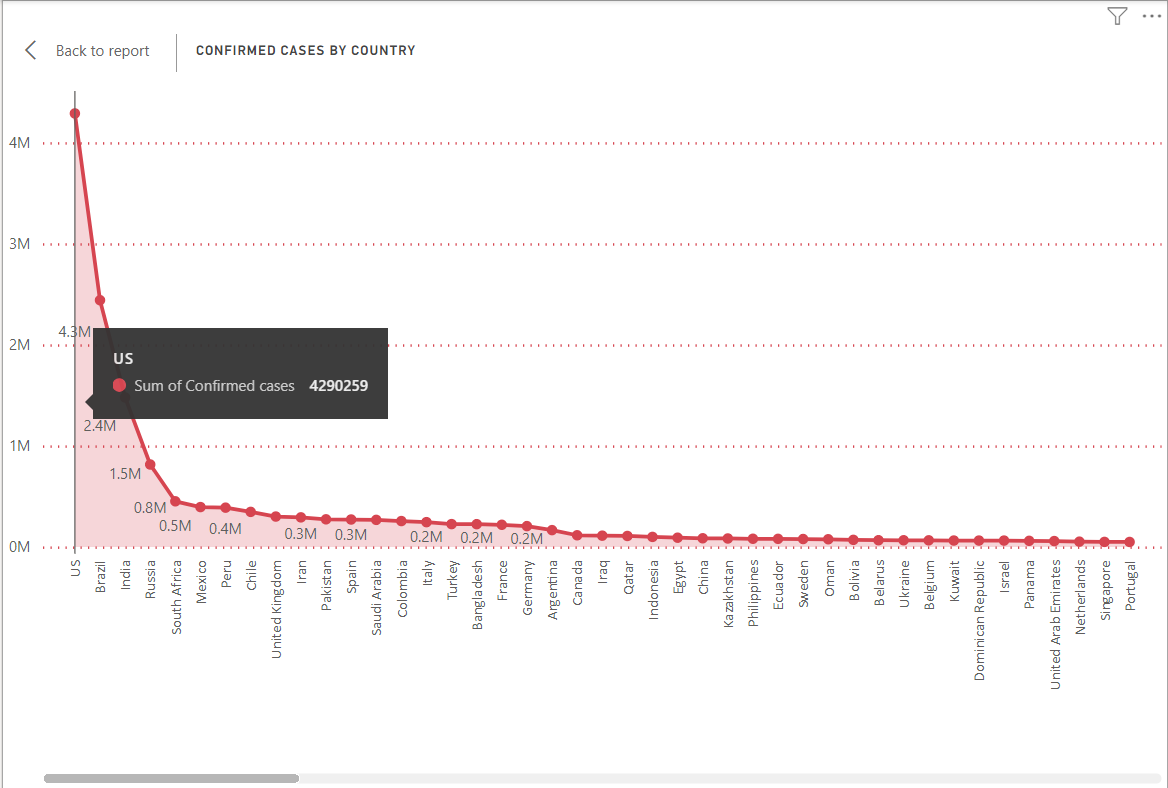 Back to report
CONFIRMED CASES BY COUNTRY
4M
3M
2M
1M
0M
4.3M
2.4M
1.5M
0.8M
0.5M
0.4M
0.3M
0.3M
0.2M
0.2M
0.2M
US
Sum of Confirmed cases 4290259
US
Brazil
India
Russia
South Africa
Mexico
Peru
Chile
United Kingdom
Iran
Pakistan
Spain
Saudi Arabia
Colombia
Italy
Turkey
Bangladesh
France
Germany
Argentina
Canada
Iraq
Qatar
Indonesia
Egypt
China
Kazakhstan
Philippines
Ecuador
Sweden
Oman
Bolivia
Belarus
Ukraine
Belgium
Kuwait
Dominican Republic
Israel
Panama
United Arab Emirates
Netherlands
Singapore
Portugal